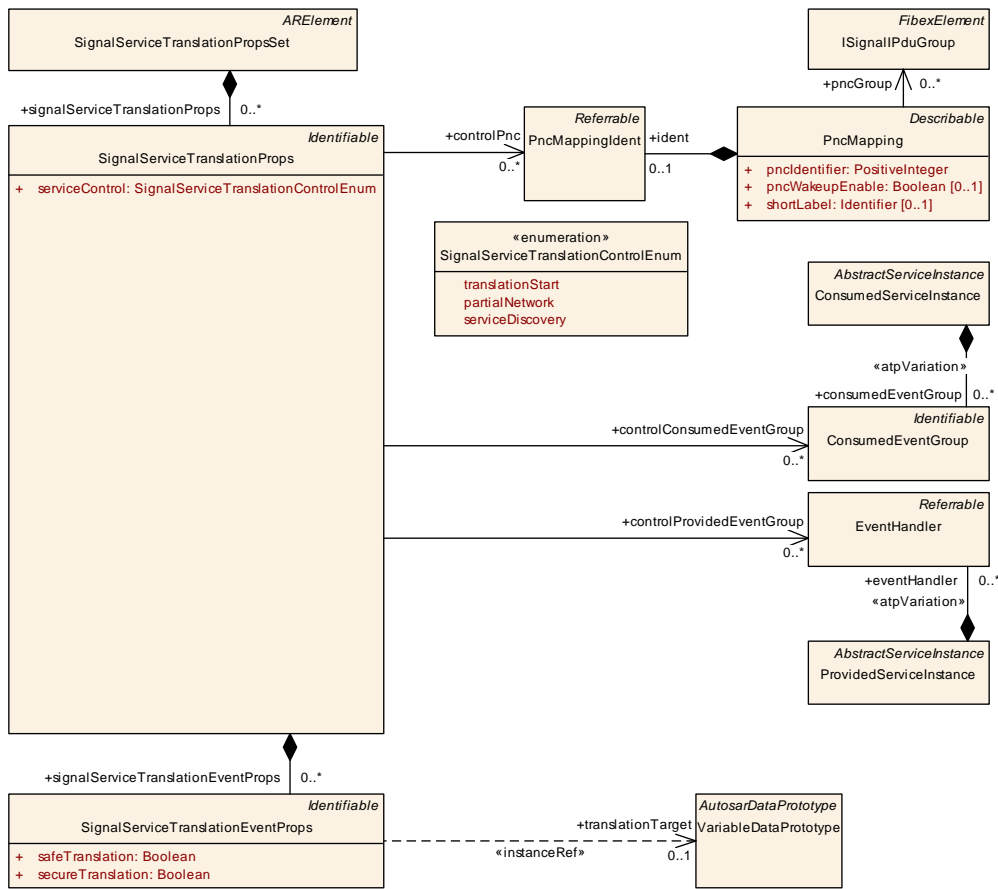 ARElement
SignalServiceTranslationPropsSet
+signalServiceTranslationProps 0..*
Identifiable
SignalServiceTranslationProps
+ serviceControl: SignalServiceTranslationControlEnum
FibexElement
ISignalIPduGroup
+pncGroup 0..*
+controlPnc
0..*
Referrable
PncMappingIdent
+ident
0..1
Describable
PncMapping
+ pncIdentifier: PositiveInteger
+ pncWakeupEnable: Boolean [0..1]
+ shortLabel: Identifier [0..1]
«enumeration»
SignalServiceTranslationControlEnum
translationStart
partialNetwork
serviceDiscovery
AbstractServiceInstance
ConsumedServiceInstance
«atpVariation»
+consumedEventGroup 0..*
+controlConsumedEventGroup
0..*
Identifiable
ConsumedEventGroup
+controlProvidedEventGroup
0..*
Referrable
EventHandler
+eventHandler 0..*
«atpVariation»
AbstractServiceInstance
ProvidedServiceInstance
+signalServiceTranslationEventProps 0..*
Identifiable
SignalServiceTranslationEventProps
+ safeTranslation: Boolean
+ secureTranslation: Boolean
+translationTarget
«instanceRef»
0..1
AutosarDataPrototype
VariableDataPrototype